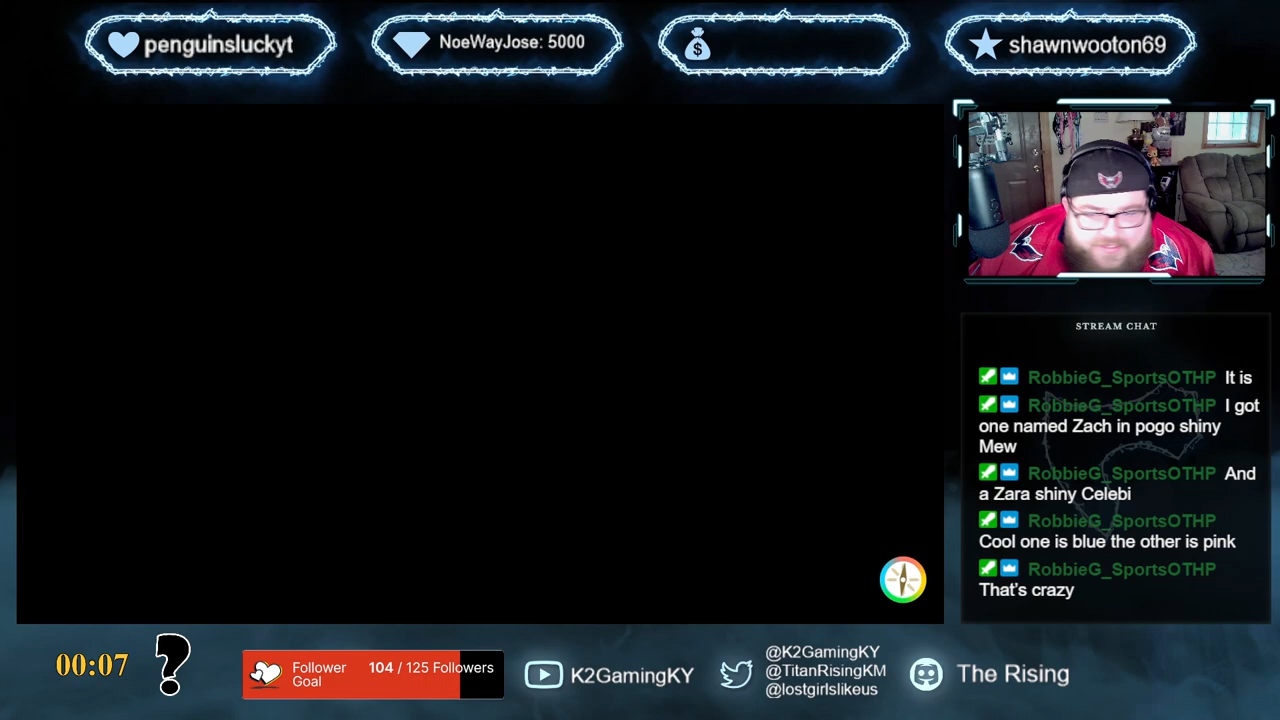 penguinsluckyt
NoeWayJose: 5000
shawnwooton69
STREAM CHAT
RobbieG_SportsOTHP It is
RobbieG_SportsOTHP I got
one named Zach in pogo shiny
Mew
RobbieG_SportsOTHP And
a Zara shiny Celebi
RobbieG_SportsOTHP
Cool one is blue the other is pink
RobbieG_SportsOTHP
That's crazy
00:07
?
Follower
Goal
104 / 125 Followers
K2GamingKY
@K2GamingKY
@TitanRisingKM
@lostgirlslikeus
The Rising